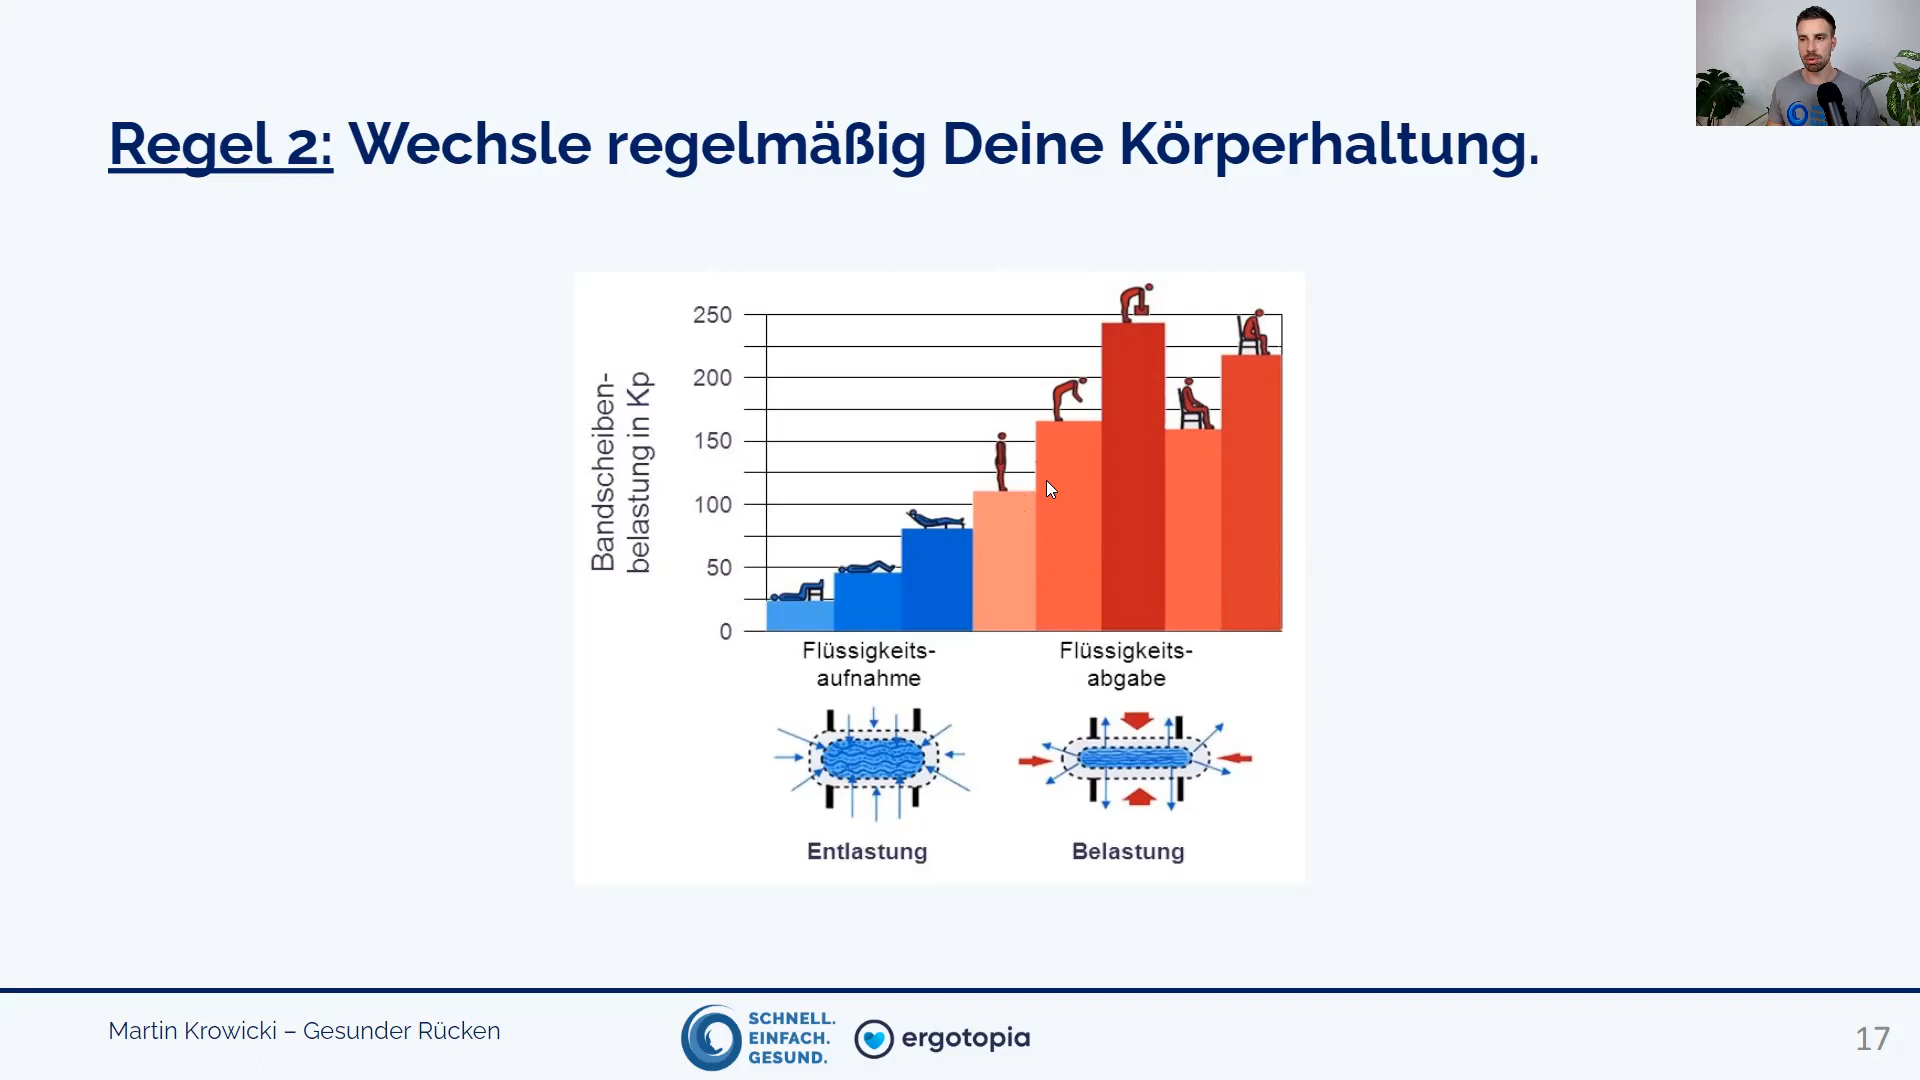 Regel 2: Wechsle regelmäßig Deine Körperhaltung.
Bandscheiben-
belastung in Kp
250
200
150
100
50
0
Flüssigkeits-
aufnahme
Flüssigkeits-
abgabe
Entlastung
Belastung
Martin Krowicki – Gesunder Rücken
SCHNELL.
EINFACH.
GESUND.
ergotopia
17